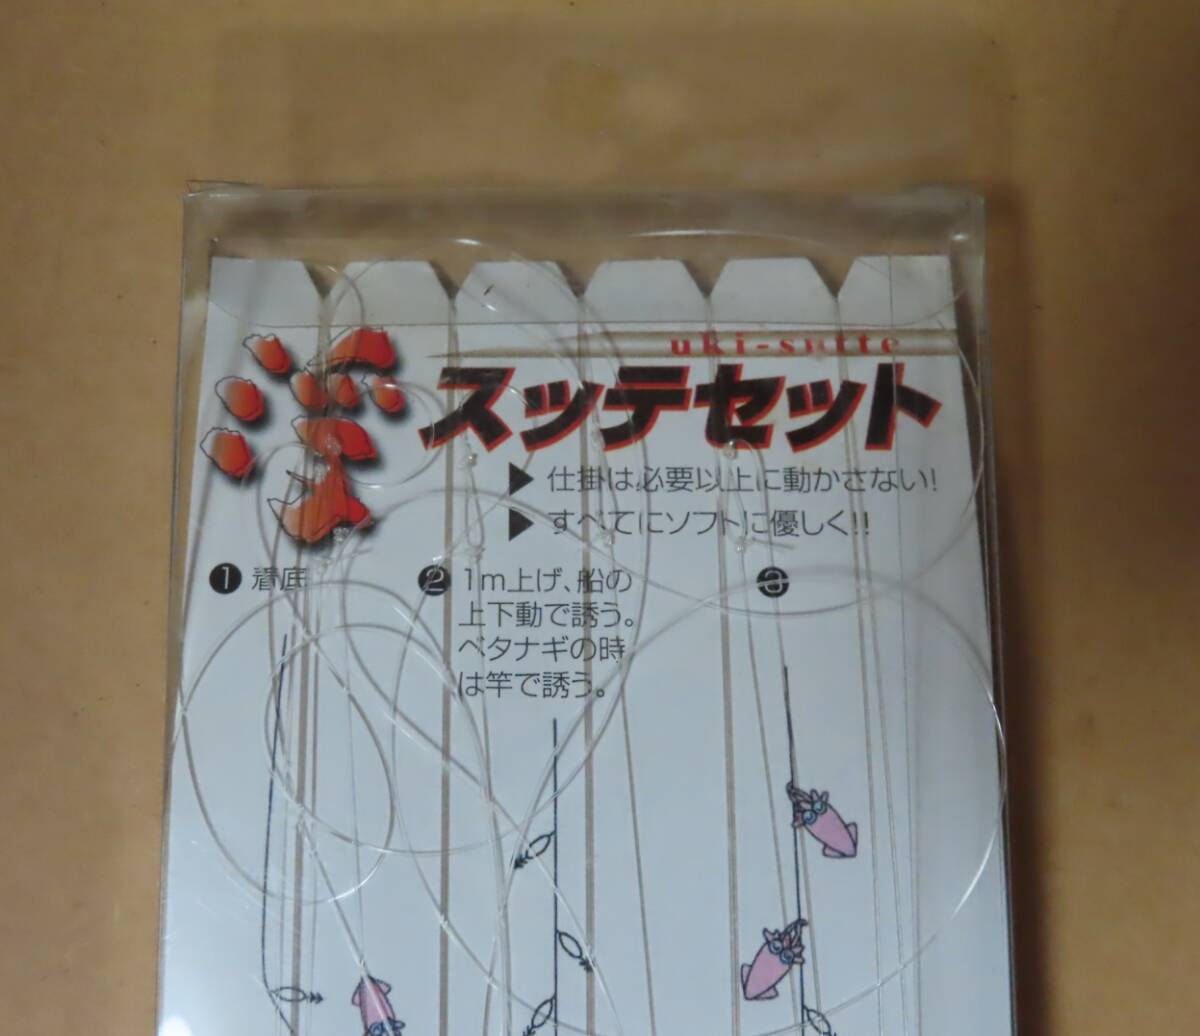 uki-sutte
浮スッテセット
▶ 仕掛は必要以上に動かさない!
▶ すべてにソフトに優しく!!
❶ 着底
❷ 1m上げ、船の
上下動で誘う。
ベタナギの時
は竿で誘う。
❸